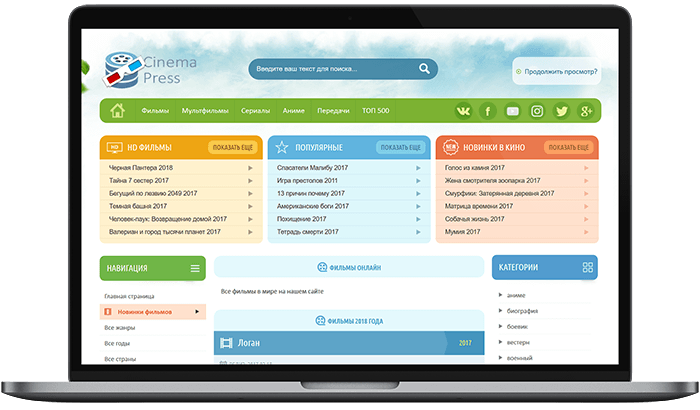 Cinema
Press
Введите ваш текст для поиска...
Продолжить просмотр?
Фильмы Мультфильмы Сериалы Аниме Передачи ТОП 500
f
g+
HD
HD ФИЛЬМЫ
ПОКАЗАТЬ ЕЩЕ
Черная Пантера 2018
Тайна 7 сестер 2017
Бегущий по лезвию 2049 2017
Темная башня 2017
Человек-паук: Возвращение домой 2017
Валериан и город тысячи планет 2017
ПОПУЛЯРНЫЕ
ПОКАЗАТЬ ЕЩЕ
Спасатели Малибу 2017
Игра престолов 2011
13 причин почему 2017
Американские боги 2017
Похищение 2017
Тетрадь смерти 2017
NEW
НОВИНКИ В КИНО
ПОКАЗАТЬ ЕЩЕ
Голос из камня 2017
Жена смотрителя зоопарка 2017
Смурфики: Затерянная деревня 2017
Матрица времени 2017
Собачья жизнь 2017
Мумия 2017
НАВИГАЦИЯ
Главная страница
Новинки фильмов
Все жанры
Все годы
Все страны
ФИЛЬМЫ ОНЛАЙН
Все фильмы в мире на нашем сайте
ФИЛЬМЫ 2018 ГОДА
Логан
2017
КАТЕГОРИИ
аниме
биография
боевик
вестерн
военный